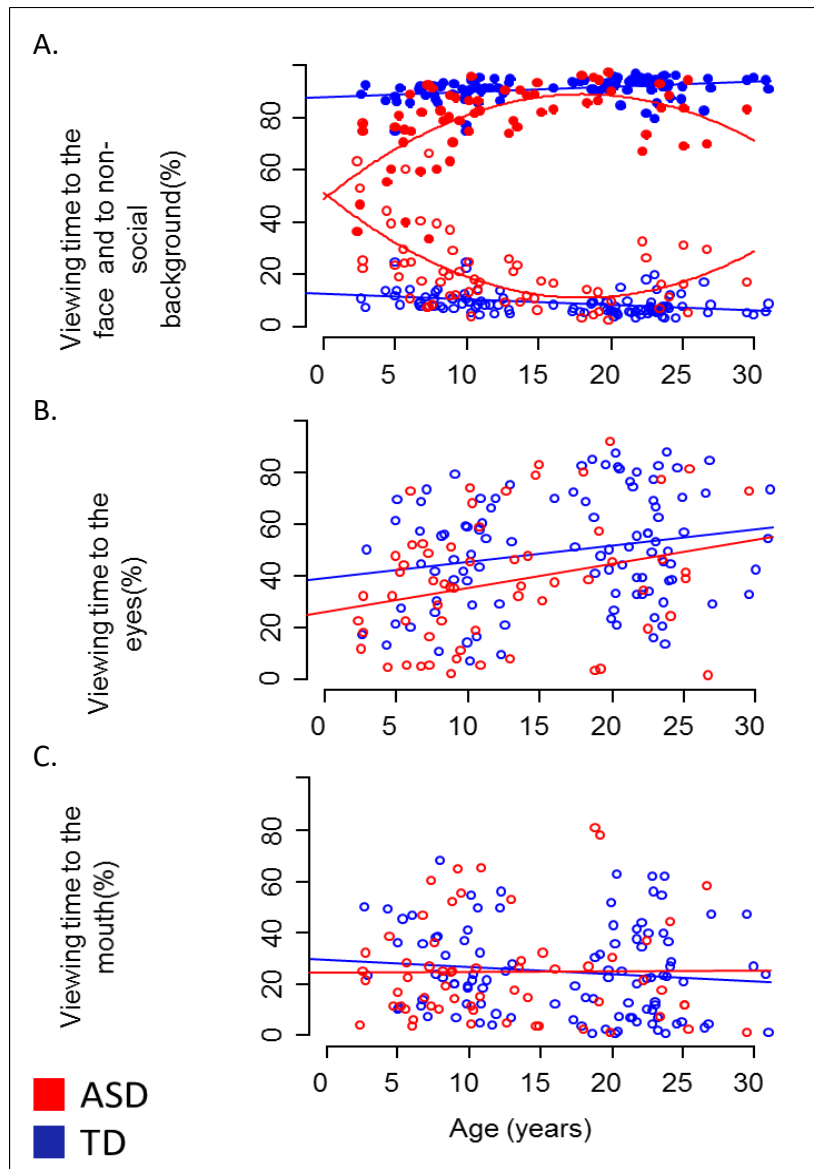 A.
Viewing time to the
face and to non-
social
background(%)
80
60
40
20
0
0 5 10 15 20 25 30
B.
Viewing time to the
eyes(%)
80
60
40
20
0
0 5 10 15 20 25 30
C.
Viewing time to the
mouth(%)
80
60
40
20
0
0 5 10 15 20 25 30
Age (years)
ASD
TD